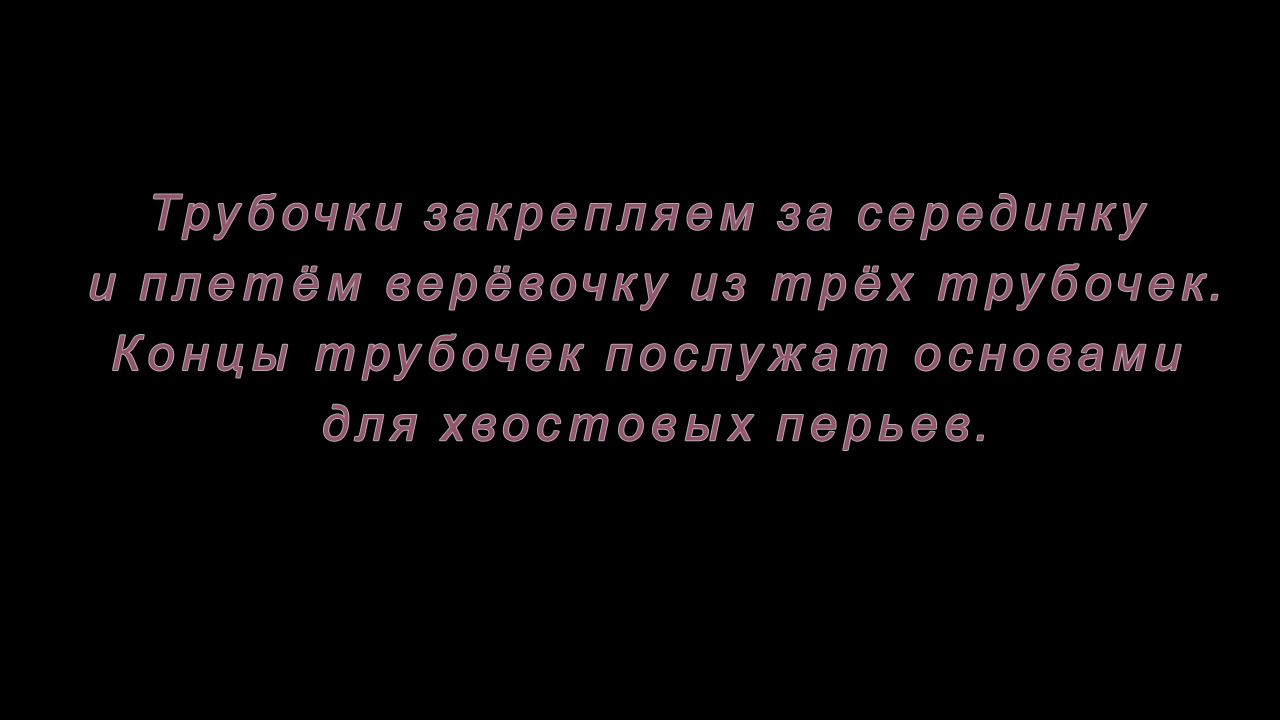 Трубочки закрепляем за серединку
и плетём верёвочку из трёх трубочек.
Концы трубочек послужат основами
для хвостовых перьев.